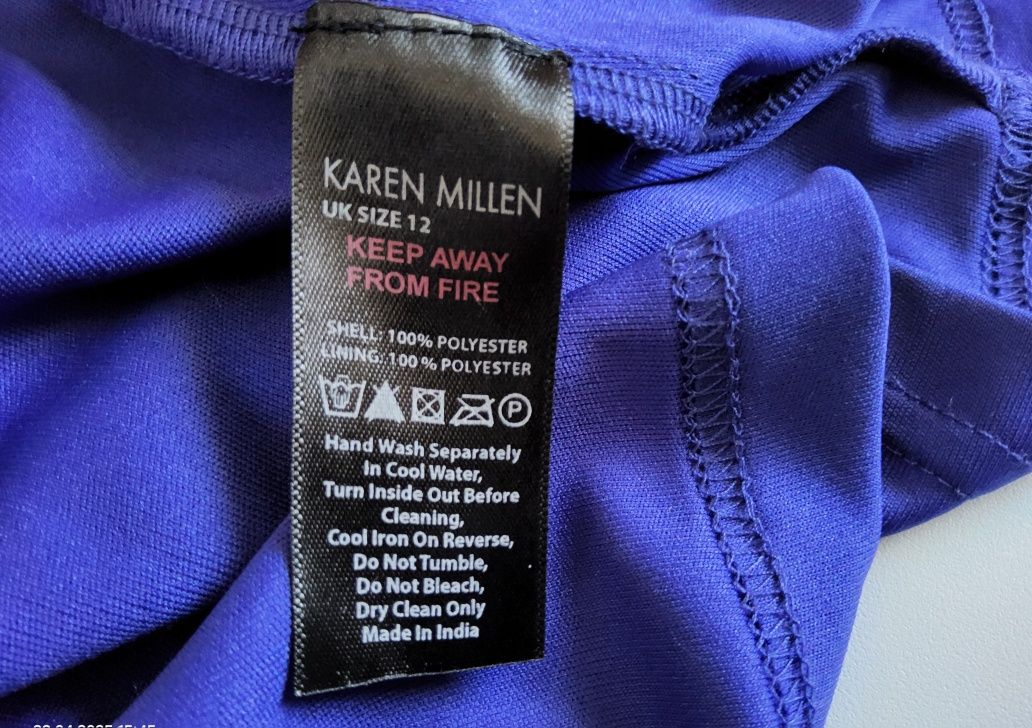 KAREN MILLEN
UK SIZE 12
KEEP AWAY
FROM FIRE
SHELL: 100% POLYESTER
LINING: 100% POLYESTER
P
Hand Wash Separately
In Cool Water,
Turn Inside Out Before
Cleaning,
Cool Iron On Reverse,
Do Not Tumble,
Do Not Bleach,
Dry Clean Only
Made In India